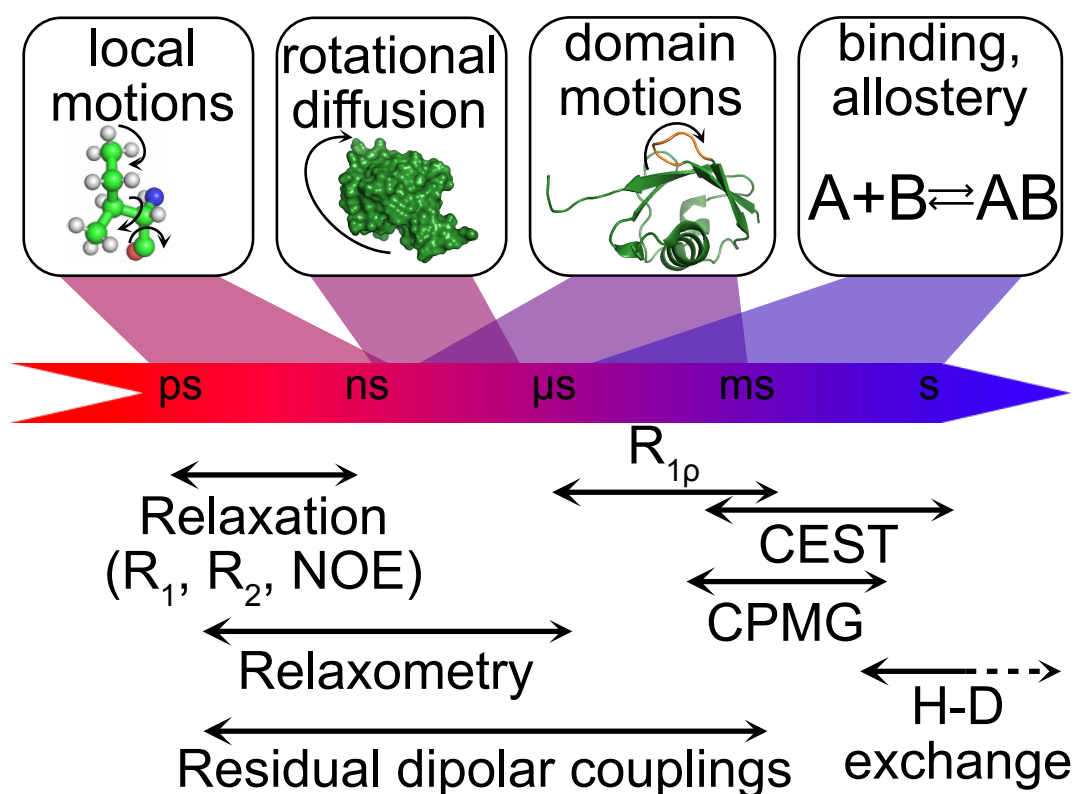 local
motions
rotational
diffusion
domain
motions
binding,
allostery
A+B⇌AB
ps ns μs ms s
R1ρ
Relaxation
(R1, R2, NOE)
CEST
CPMG
Relaxometry
H-D
exchange
Residual dipolar couplings